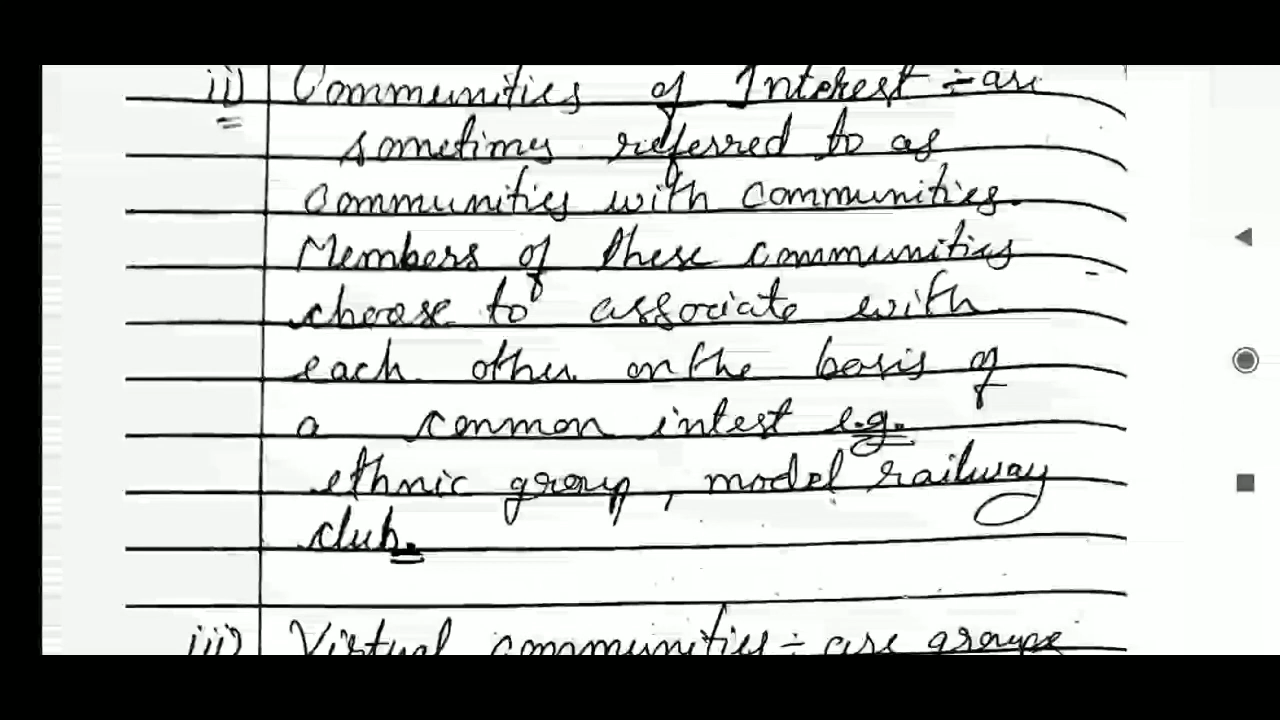 ii) Communities of Interest ÷ are
sometimes referred to as
communities with communities.
Members of these communities
choose to associate with
each other on the basis of
a common intest e.g.
ethnic group, model railway
club.
iii) Virtual communities ÷ are groups